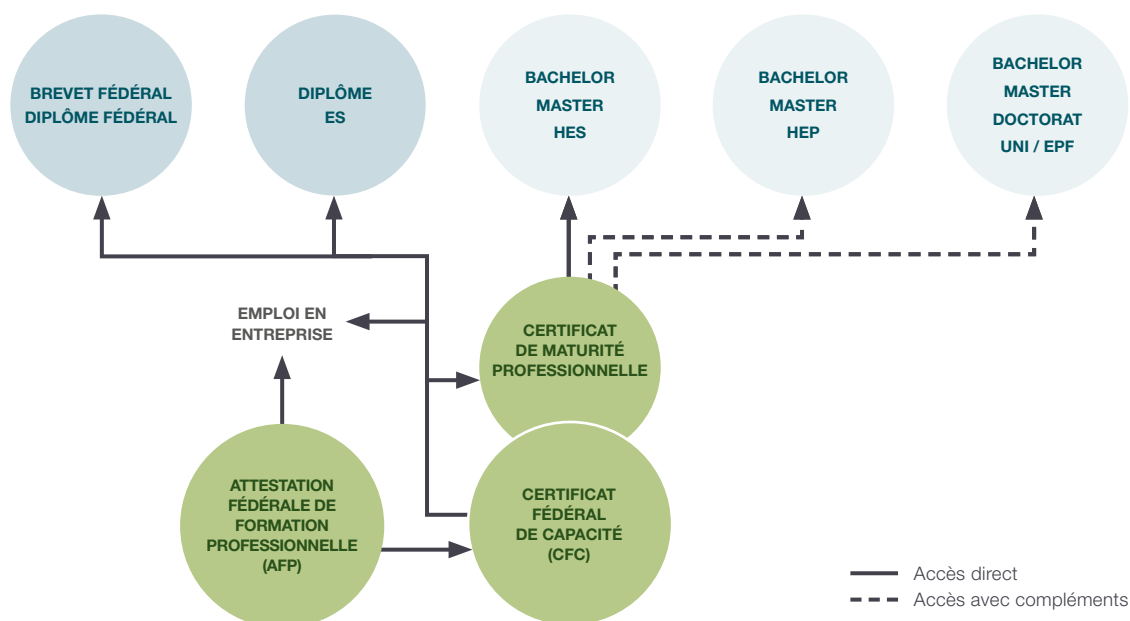 BREVET FÉDÉRAL
DIPLÔME FÉDÉRAL
DIPLÔME
ES
BACHELOR
MASTER
HES
BACHELOR
MASTER
HEP
BACHELOR
MASTER
DOCTORAT
UNI / EPF
EMPLOI EN
ENTREPRISE
CERTIFICAT
DE MATURITÉ
PROFESSIONNELLE
ATTESTATION
FÉDÉRALE DE
FORMATION
PROFESSIONNELLE
(AFP)
CERTIFICAT
FÉDÉRAL
DE CAPACITÉ
(CFC)
Accès direct
Accès avec compléments